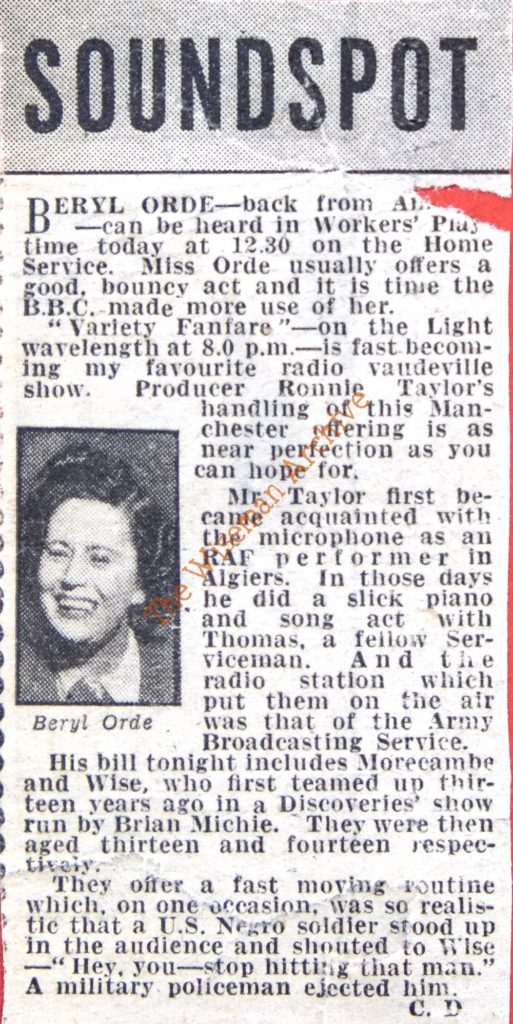 SOUNDSPOT
BERYL ORDE—back from
—can be heard in Workers' Play-
time today at 12.30 on the Home
Service. Miss Orde usually offers a
good, bouncy act and it is time the
B.B.C. made more use of her.
"Variety Fanfare"—on the Light
wavelength at 8.0 p.m.—is fast becom-
ing my favourite radio vaudeville
show. Producer Ronnie Taylor's
handling of this Man-
chester offering is as
near perfection as you
can hope for.
Mr. Taylor first be-
came acquainted with
the microphone as an
RAF performer in
Algiers. In those days
he did a slick piano
and song act with
Thomas, a fellow Ser-
viceman. And the
radio station which
put them on the air
was that of the Army
Broadcasting Service.
Beryl Orde
His bill tonight includes Morecambe
and Wise, who first teamed up thir-
teen years ago in a Discoveries' show
run by Brian Michie. They were then
aged thirteen and fourteen respec-
tively.
They offer a fast moving routine
which, on one occasion, was so realis-
tic that a U.S. Negro soldier stood up
in the audience and shouted to Wise
—"Hey, you—stop hitting that man."
A military policeman ejected him.
C. D
The Wiseman Archive